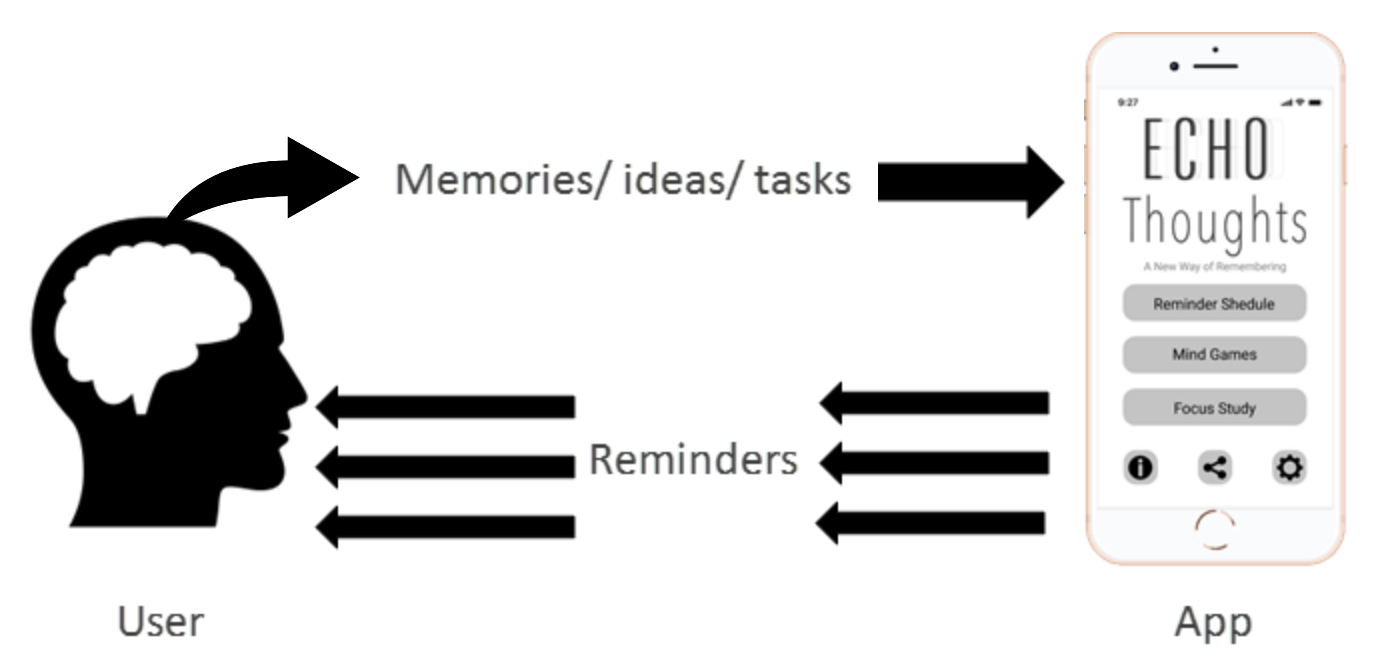 Memories/ ideas/ tasks
9:27
ECHO
Thoughts
A New Way of Remembering
Reminder Shedule
Mind Games
Focus Study
Reminders
User
App